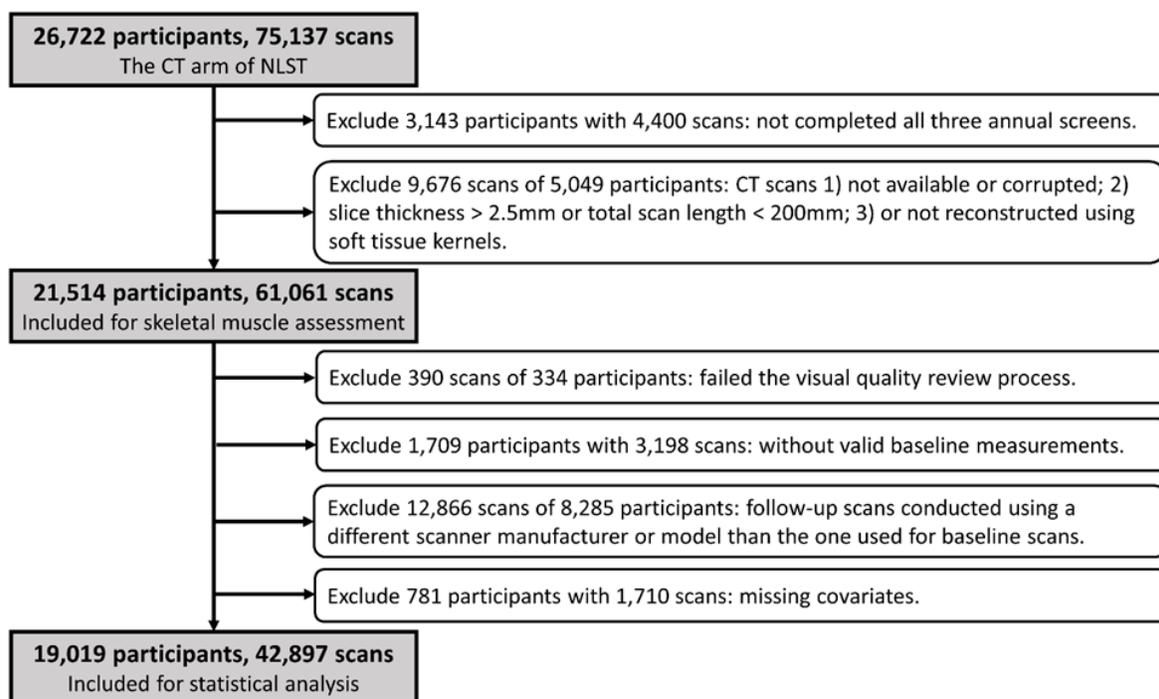 26,722 participants, 75,137 scans
The CT arm of NLST
Exclude 3,143 participants with 4,400 scans: not completed all three annual screens.
Exclude 9,676 scans of 5,049 participants: CT scans 1) not available or corrupted; 2)
slice thickness > 2.5mm or total scan length < 200mm; 3) or not reconstructed using
soft tissue kernels.
21,514 participants, 61,061 scans
Included for skeletal muscle assessment
Exclude 390 scans of 334 participants: failed the visual quality review process.
Exclude 1,709 participants with 3,198 scans: without valid baseline measurements.
Exclude 12,866 scans of 8,285 participants: follow-up scans conducted using a
different scanner manufacturer or model than the one used for baseline scans.
Exclude 781 participants with 1,710 scans: missing covariates.
19,019 participants, 42,897 scans
Included for statistical analysis